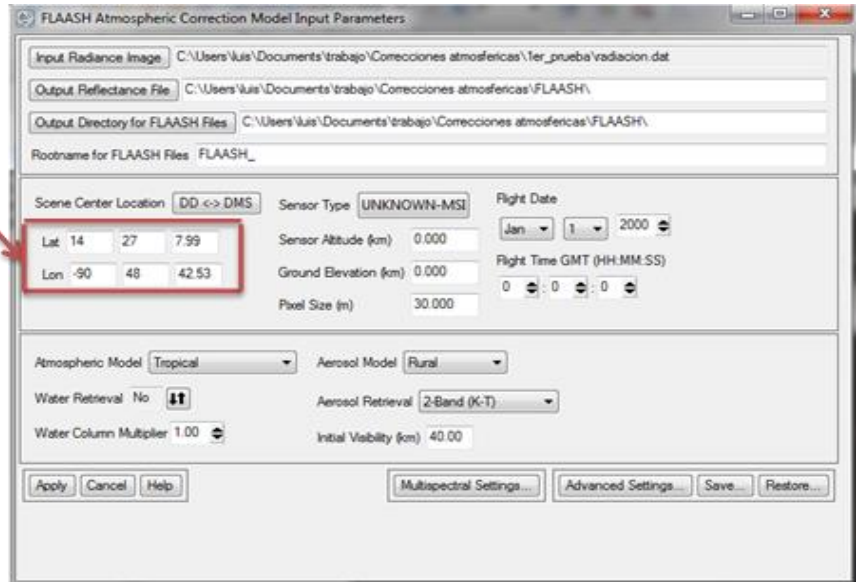 FLAASH Atmospheric Correction Model Input Parameters
Input Radiance Image C:\Users\luis\Documents\trabajo\Correcciones atmosfericas\1er_prueba\radiacion.dat
Output Reflectance File C:\Users\luis\Documents\trabajo\Correcciones atmosfericas\FLAASH\
Output Directory for FLAASH Files C:\Users\luis\Documents\trabajo\Correcciones atmosfericas\FLAASH\
Rootname for FLAASH Files FLAASH_
Scene Center Location DD <-> DMS
Lat 14 27 7.99
Lon -90 48 42.53
Sensor Type UNKNOWN-MSI
Sensor Altitude (km) 0.000
Ground Elevation (km) 0.000
Pixel Size (m) 30.000
Flight Date
Jan 1 2000
Flight Time GMT (HH:MM:SS)
0 : 0 : 0
Atmospheric Model Tropical
Water Retrieval No
Water Column Multiplier 1.00
Aerosol Model Rural
Aerosol Retrieval 2-Band (K-T)
Initial Visibility (km) 40.00
Apply Cancel Help Multispectral Settings... Advanced Settings... Save... Restore...